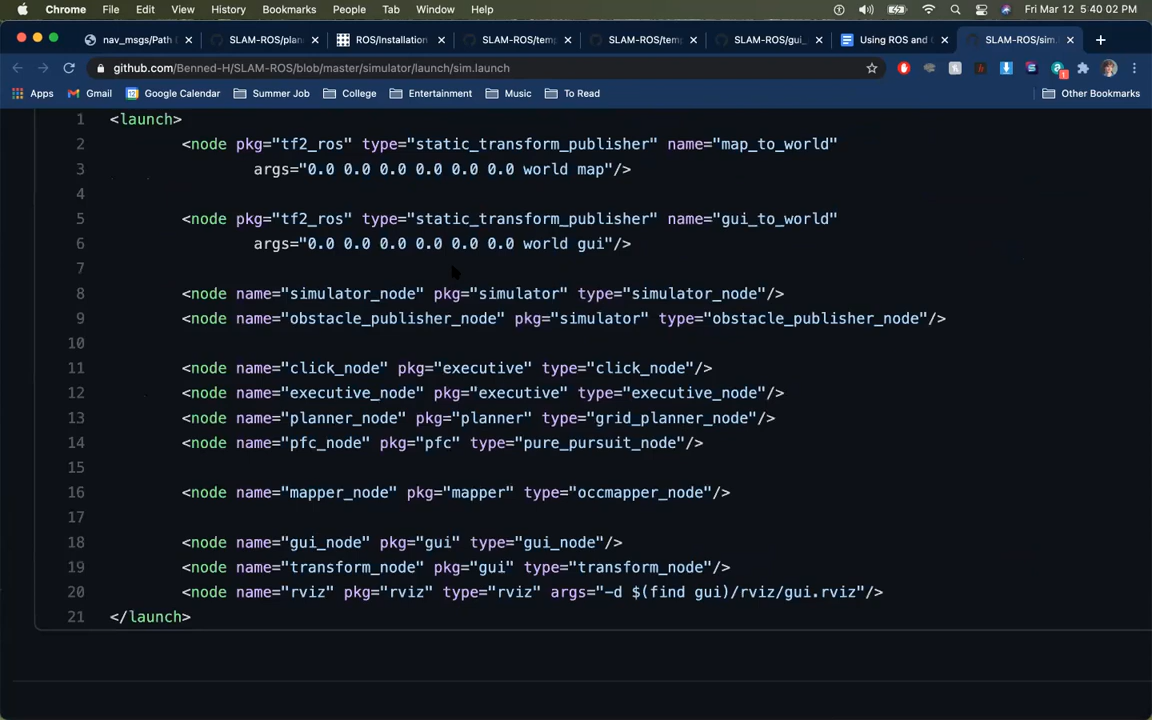 Chrome File Edit View History Bookmarks People Tab Window Help Fri Mar 12 5:40:02 PM
nav_msgs/Path SLAM-ROS/plan ROS/Installation SLAM-ROS/temp SLAM-ROS/temp SLAM-ROS/gui_ Using ROS and SLAM-ROS/sim.
github.com/Benned-H/SLAM-ROS/blob/master/simulator/launch/sim.launch
Apps Gmail Google Calendar Summer Job College Entertainment Music To Read Other Bookmarks
1 <launch>
2 <node pkg="tf2_ros" type="static_transform_publisher" name="map_to_world"
3 args="0.0 0.0 0.0 0.0 0.0 0.0 world map"/>
4
5 <node pkg="tf2_ros" type="static_transform_publisher" name="gui_to_world"
6 args="0.0 0.0 0.0 0.0 0.0 0.0 world gui"/>
7
8 <node name="simulator_node" pkg="simulator" type="simulator_node"/>
9 <node name="obstacle_publisher_node" pkg="simulator" type="obstacle_publisher_node"/>
10
11 <node name="click_node" pkg="executive" type="click_node"/>
12 <node name="executive_node" pkg="executive" type="executive_node"/>
13 <node name="planner_node" pkg="planner" type="grid_planner_node"/>
14 <node name="pfc_node" pkg="pfc" type="pure_pursuit_node"/>
15
16 <node name="mapper_node" pkg="mapper" type="occmapper_node"/>
17
18 <node name="gui_node" pkg="gui" type="gui_node"/>
19 <node name="transform_node" pkg="gui" type="transform_node"/>
20 <node name="rviz" pkg="rviz" type="rviz" args="-d $(find gui)/rviz/gui.rviz"/>
21 </launch>